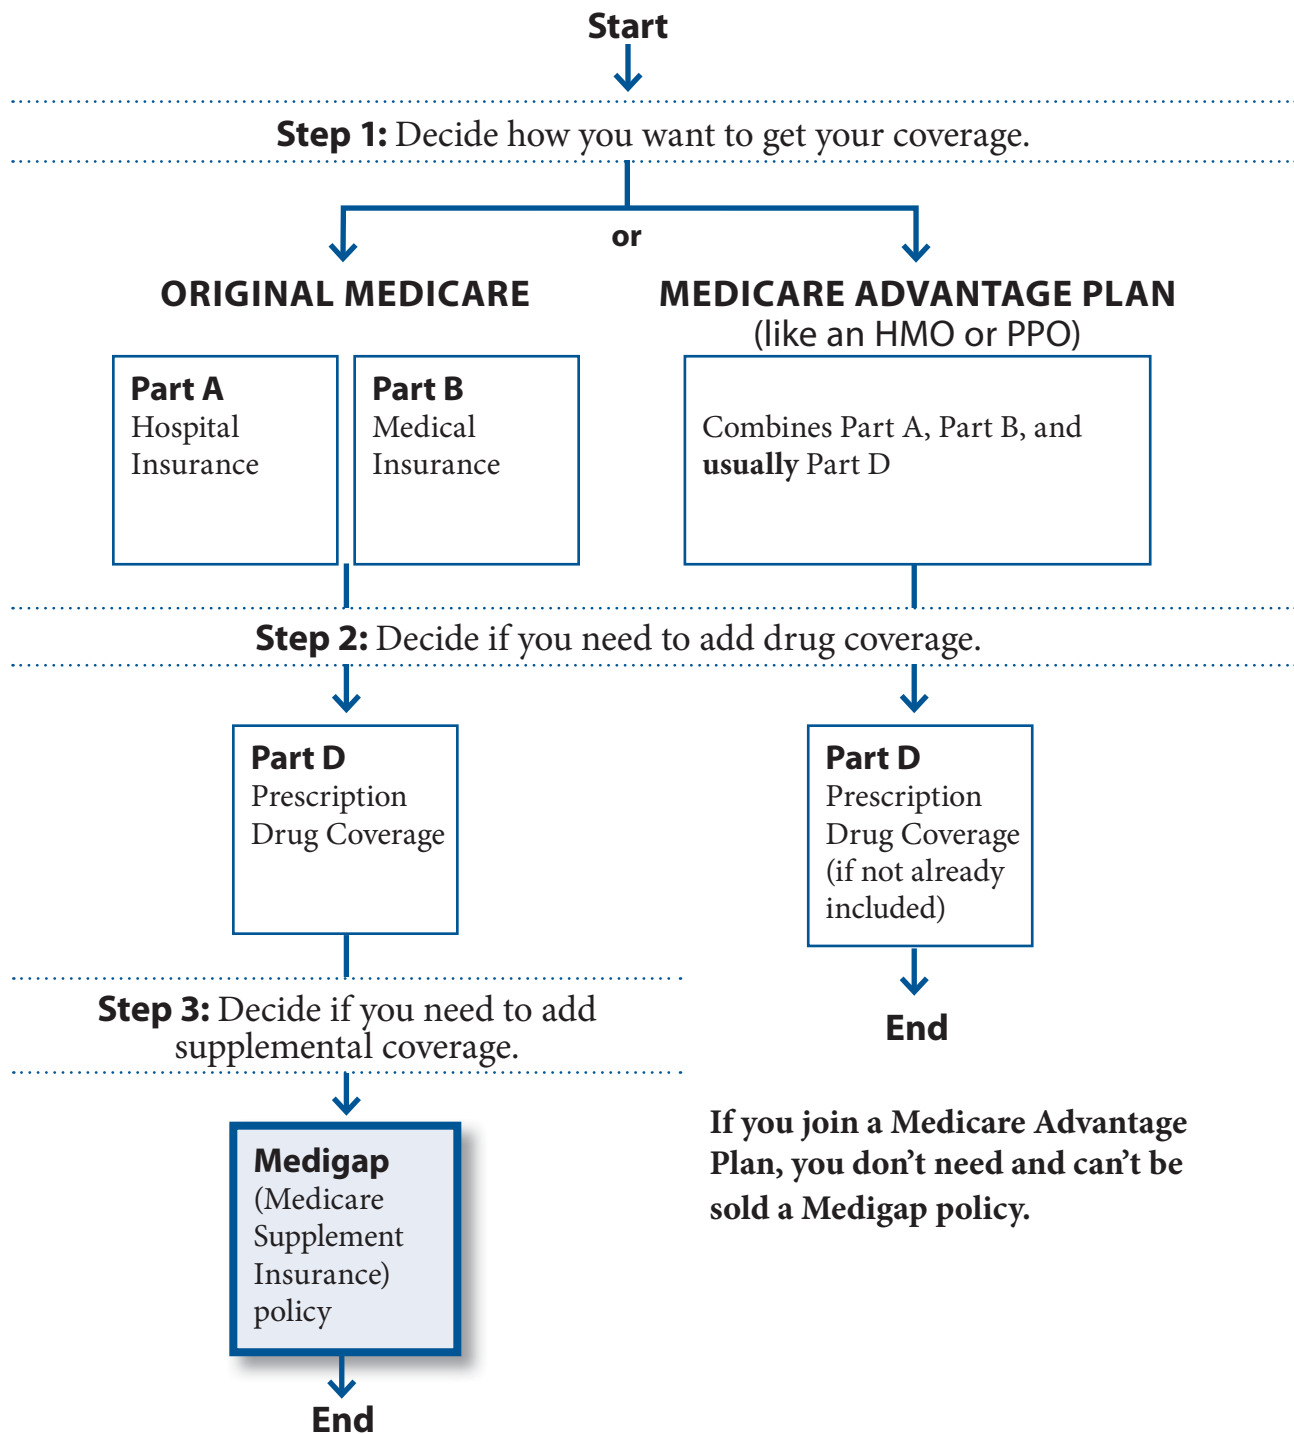 Start
Step 1: Decide how you want to get your coverage.
or
ORIGINAL MEDICARE
Part A
Hospital
Insurance
Part B
Medical
Insurance
MEDICARE ADVANTAGE PLAN
(like an HMO or PPO)
Combines Part A, Part B, and
usually Part D
Step 2: Decide if you need to add drug coverage.
Part D
Prescription
Drug Coverage
Part D
Prescription
Drug Coverage
(if not already
included)
Step 3: Decide if you need to add
supplemental coverage.
End
Medigap
(Medicare
Supplement
Insurance)
policy
If you join a Medicare Advantage
Plan, you don’t need and can’t be
sold a Medigap policy.
End